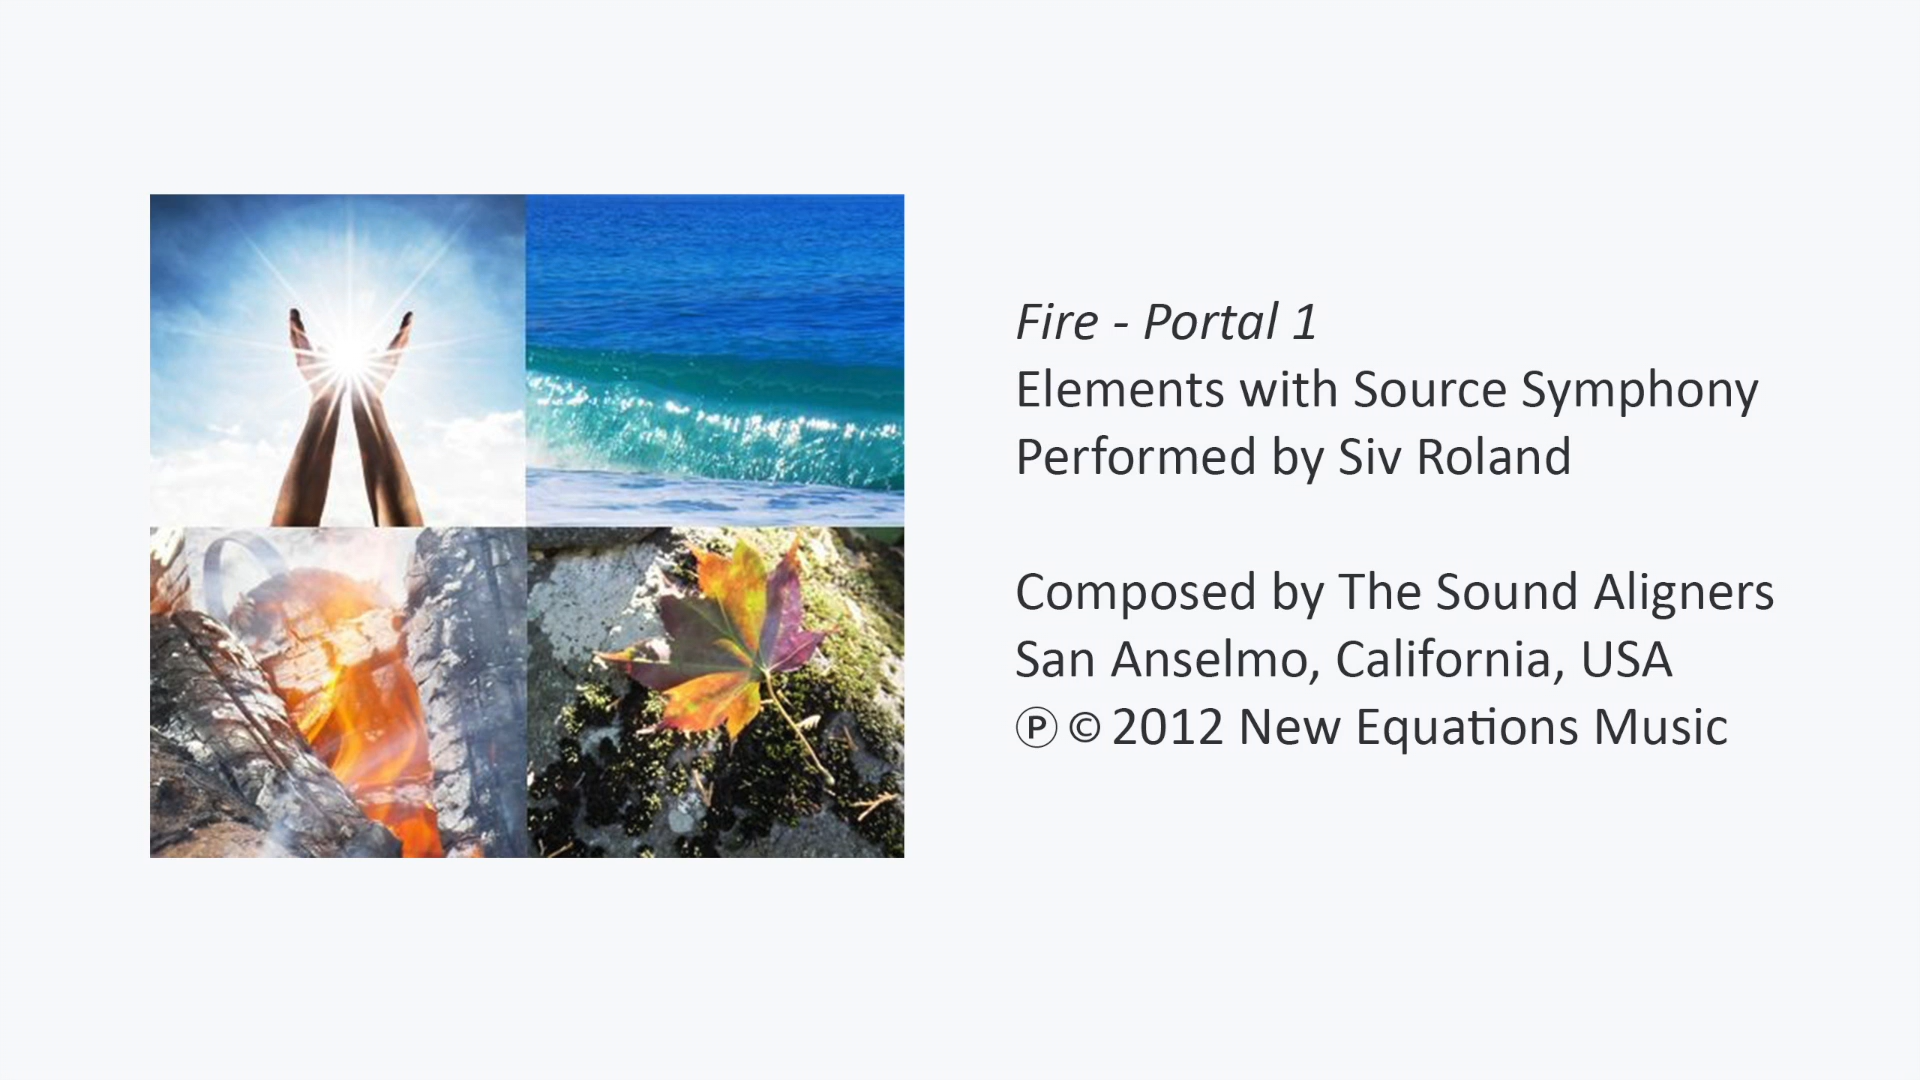 Fire - Portal 1
Elements with Source Symphony
Performed by Siv Roland
Composed by The Sound Aligners
San Anselmo, California, USA
℗ © 2012 New Equations Music